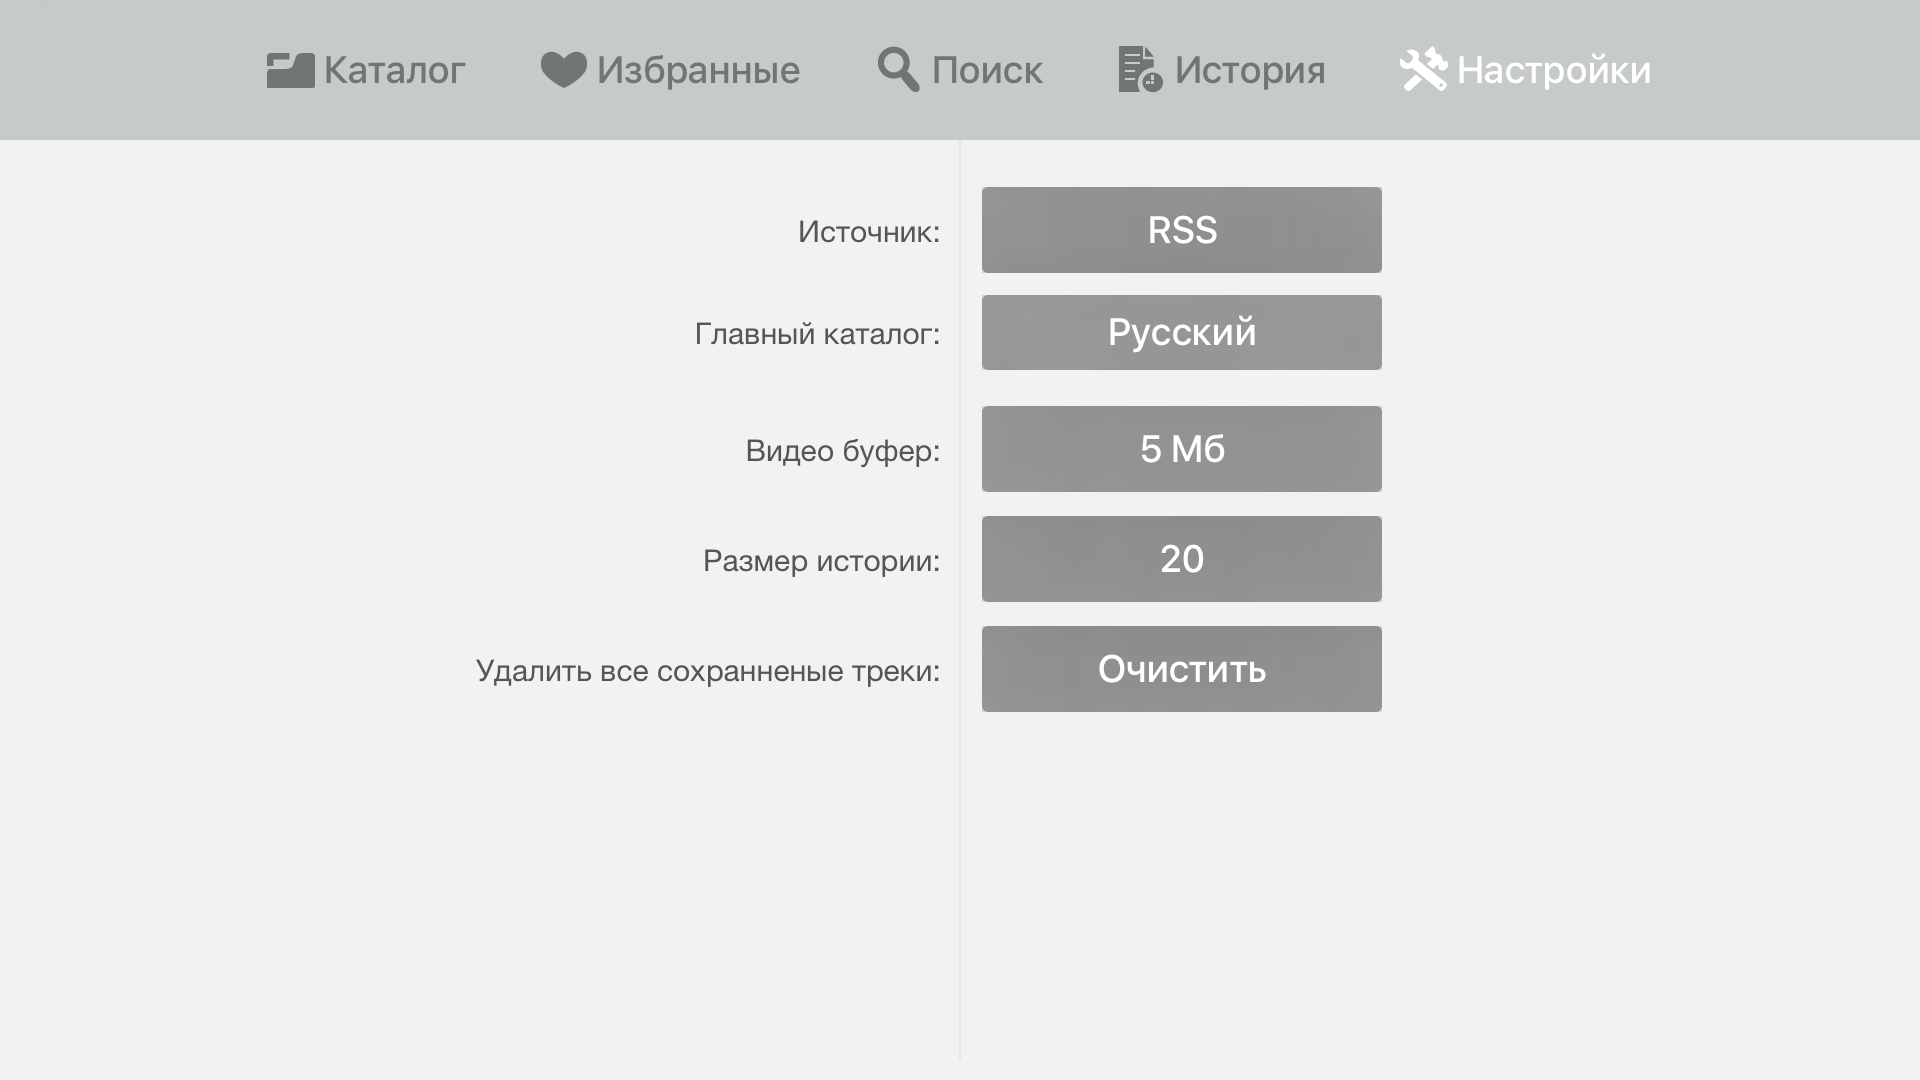 Каталог Избранные Поиск История Настройки
Источник: RSS
Главный каталог: Русский
Видео буфер: 5 Мб
Размер истории: 20
Удалить все сохранненые треки: Очистить